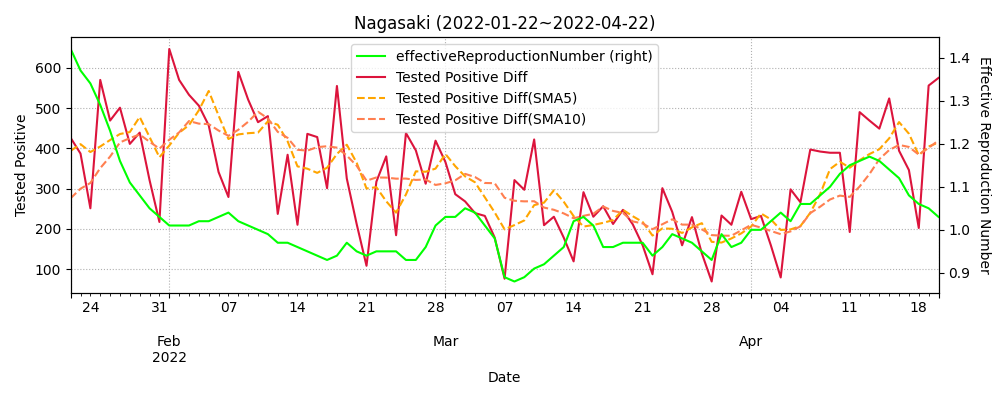 Nagasaki (2022-01-22~2022-04-22)
effectiveReproductionNumber (right)
Tested Positive Diff
Tested Positive Diff(SMA5)
Tested Positive Diff(SMA10)
Tested Positive
600
500
400
300
200
100
Effective Reproduction Number
1.4
1.3
1.2
1.1
1.0
0.9
24 31 07 14 21 28 07 14 21 28 04 11 18
Feb Mar Apr
2022
Date